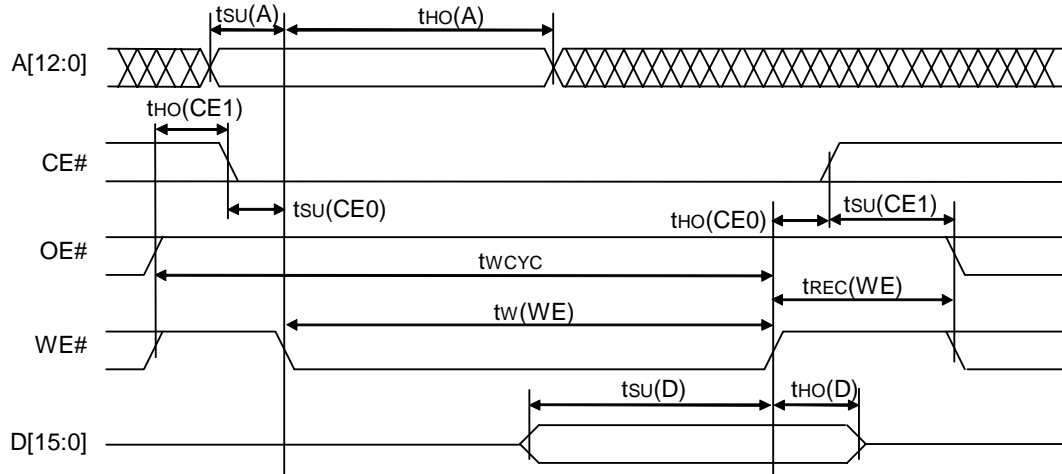 tSU(A)
tHO(A)
A[12:0]
tHO(CE1)
CE#
tSU(CE0)
tHO(CE0)
tSU(CE1)
OE#
tWCYC
tREC(WE)
tW(WE)
WE#
tSU(D)
tHO(D)
D[15:0]